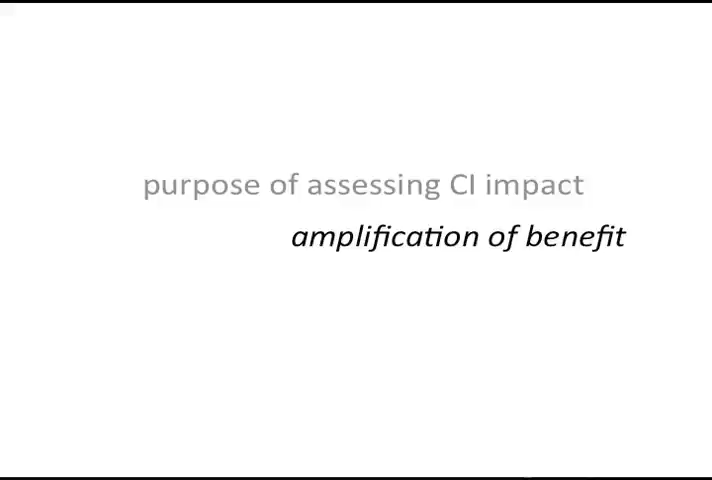 purpose of assessing CI impact
amplification of benefit